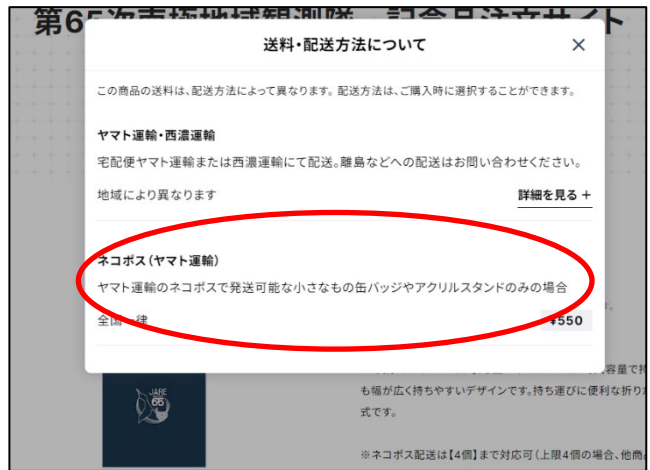 第65次南極地域観測隊 記念品注文サイト
送料・配送方法について ×
この商品の送料は、配送方法によって異なります。配送方法は、ご購入時に選択することができます。
ヤマト運輸・西濃運輸
宅配便ヤマト運輸または西濃運輸にて配送。離島などへの配送はお問い合わせください。
地域により異なります 詳細を見る +
ネコポス(ヤマト運輸)
ヤマト運輸のネコポスで発送可能な小さなもの缶バッジやアクリルスタンドのみの場合
全国一律 ¥550
す。
容量で持
も幅が広く持ちやすいデザインです。持ち運びに便利な折り
式です。
JARE
65
※ネコポス配送は【4個】まで対応可(上限4個の場合、他商